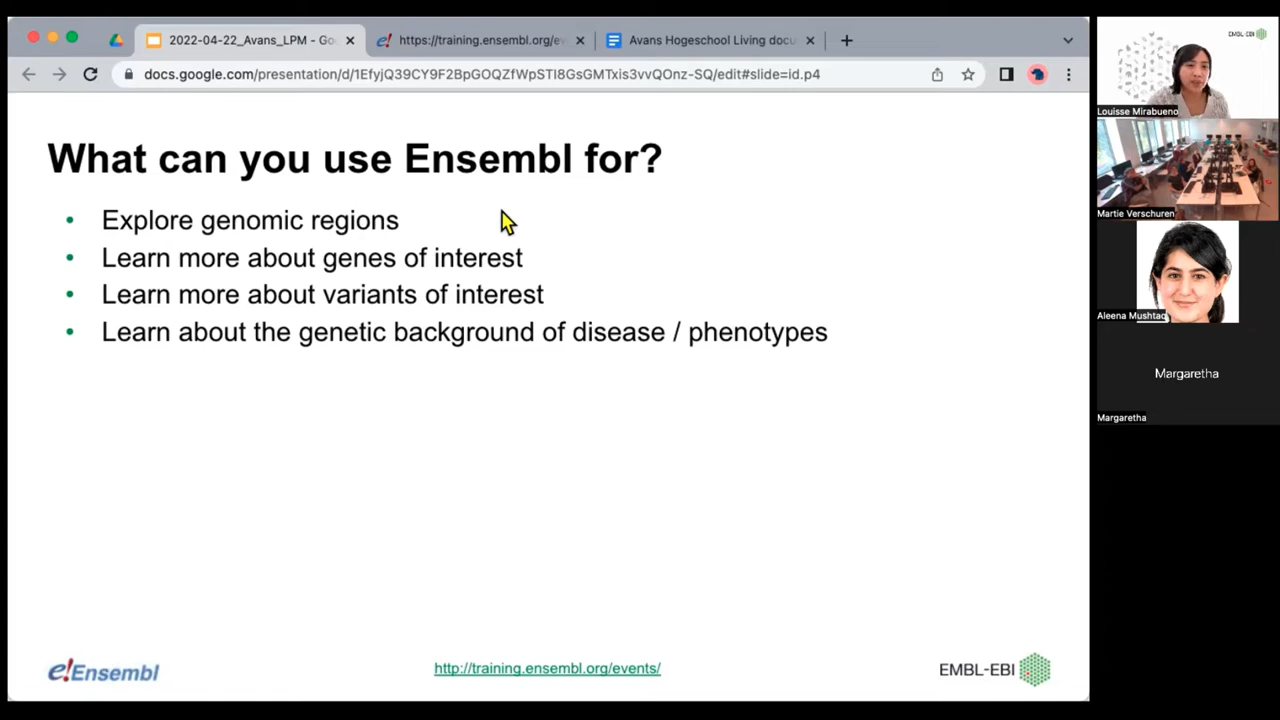 2022-04-22_Avans_LPM - Go
https://training.ensembl.org/ev
Avans Hogeschool Living docu
docs.google.com/presentation/d/1EfyjQ39CY9F2BpGOQZfWpSTI8GsGMTxis3vvQOnz-SQ/edit#slide=id.p4
What can you use Ensembl for?
• Explore genomic regions
• Learn more about genes of interest
• Learn more about variants of interest
• Learn about the genetic background of disease / phenotypes
e!Ensembl
http://training.ensembl.org/events/
EMBL-EBI
EMBL-EBI
Louisse Mirabueno
Martie Verschuren
Aleena Mushtaq
Margaretha
Margaretha